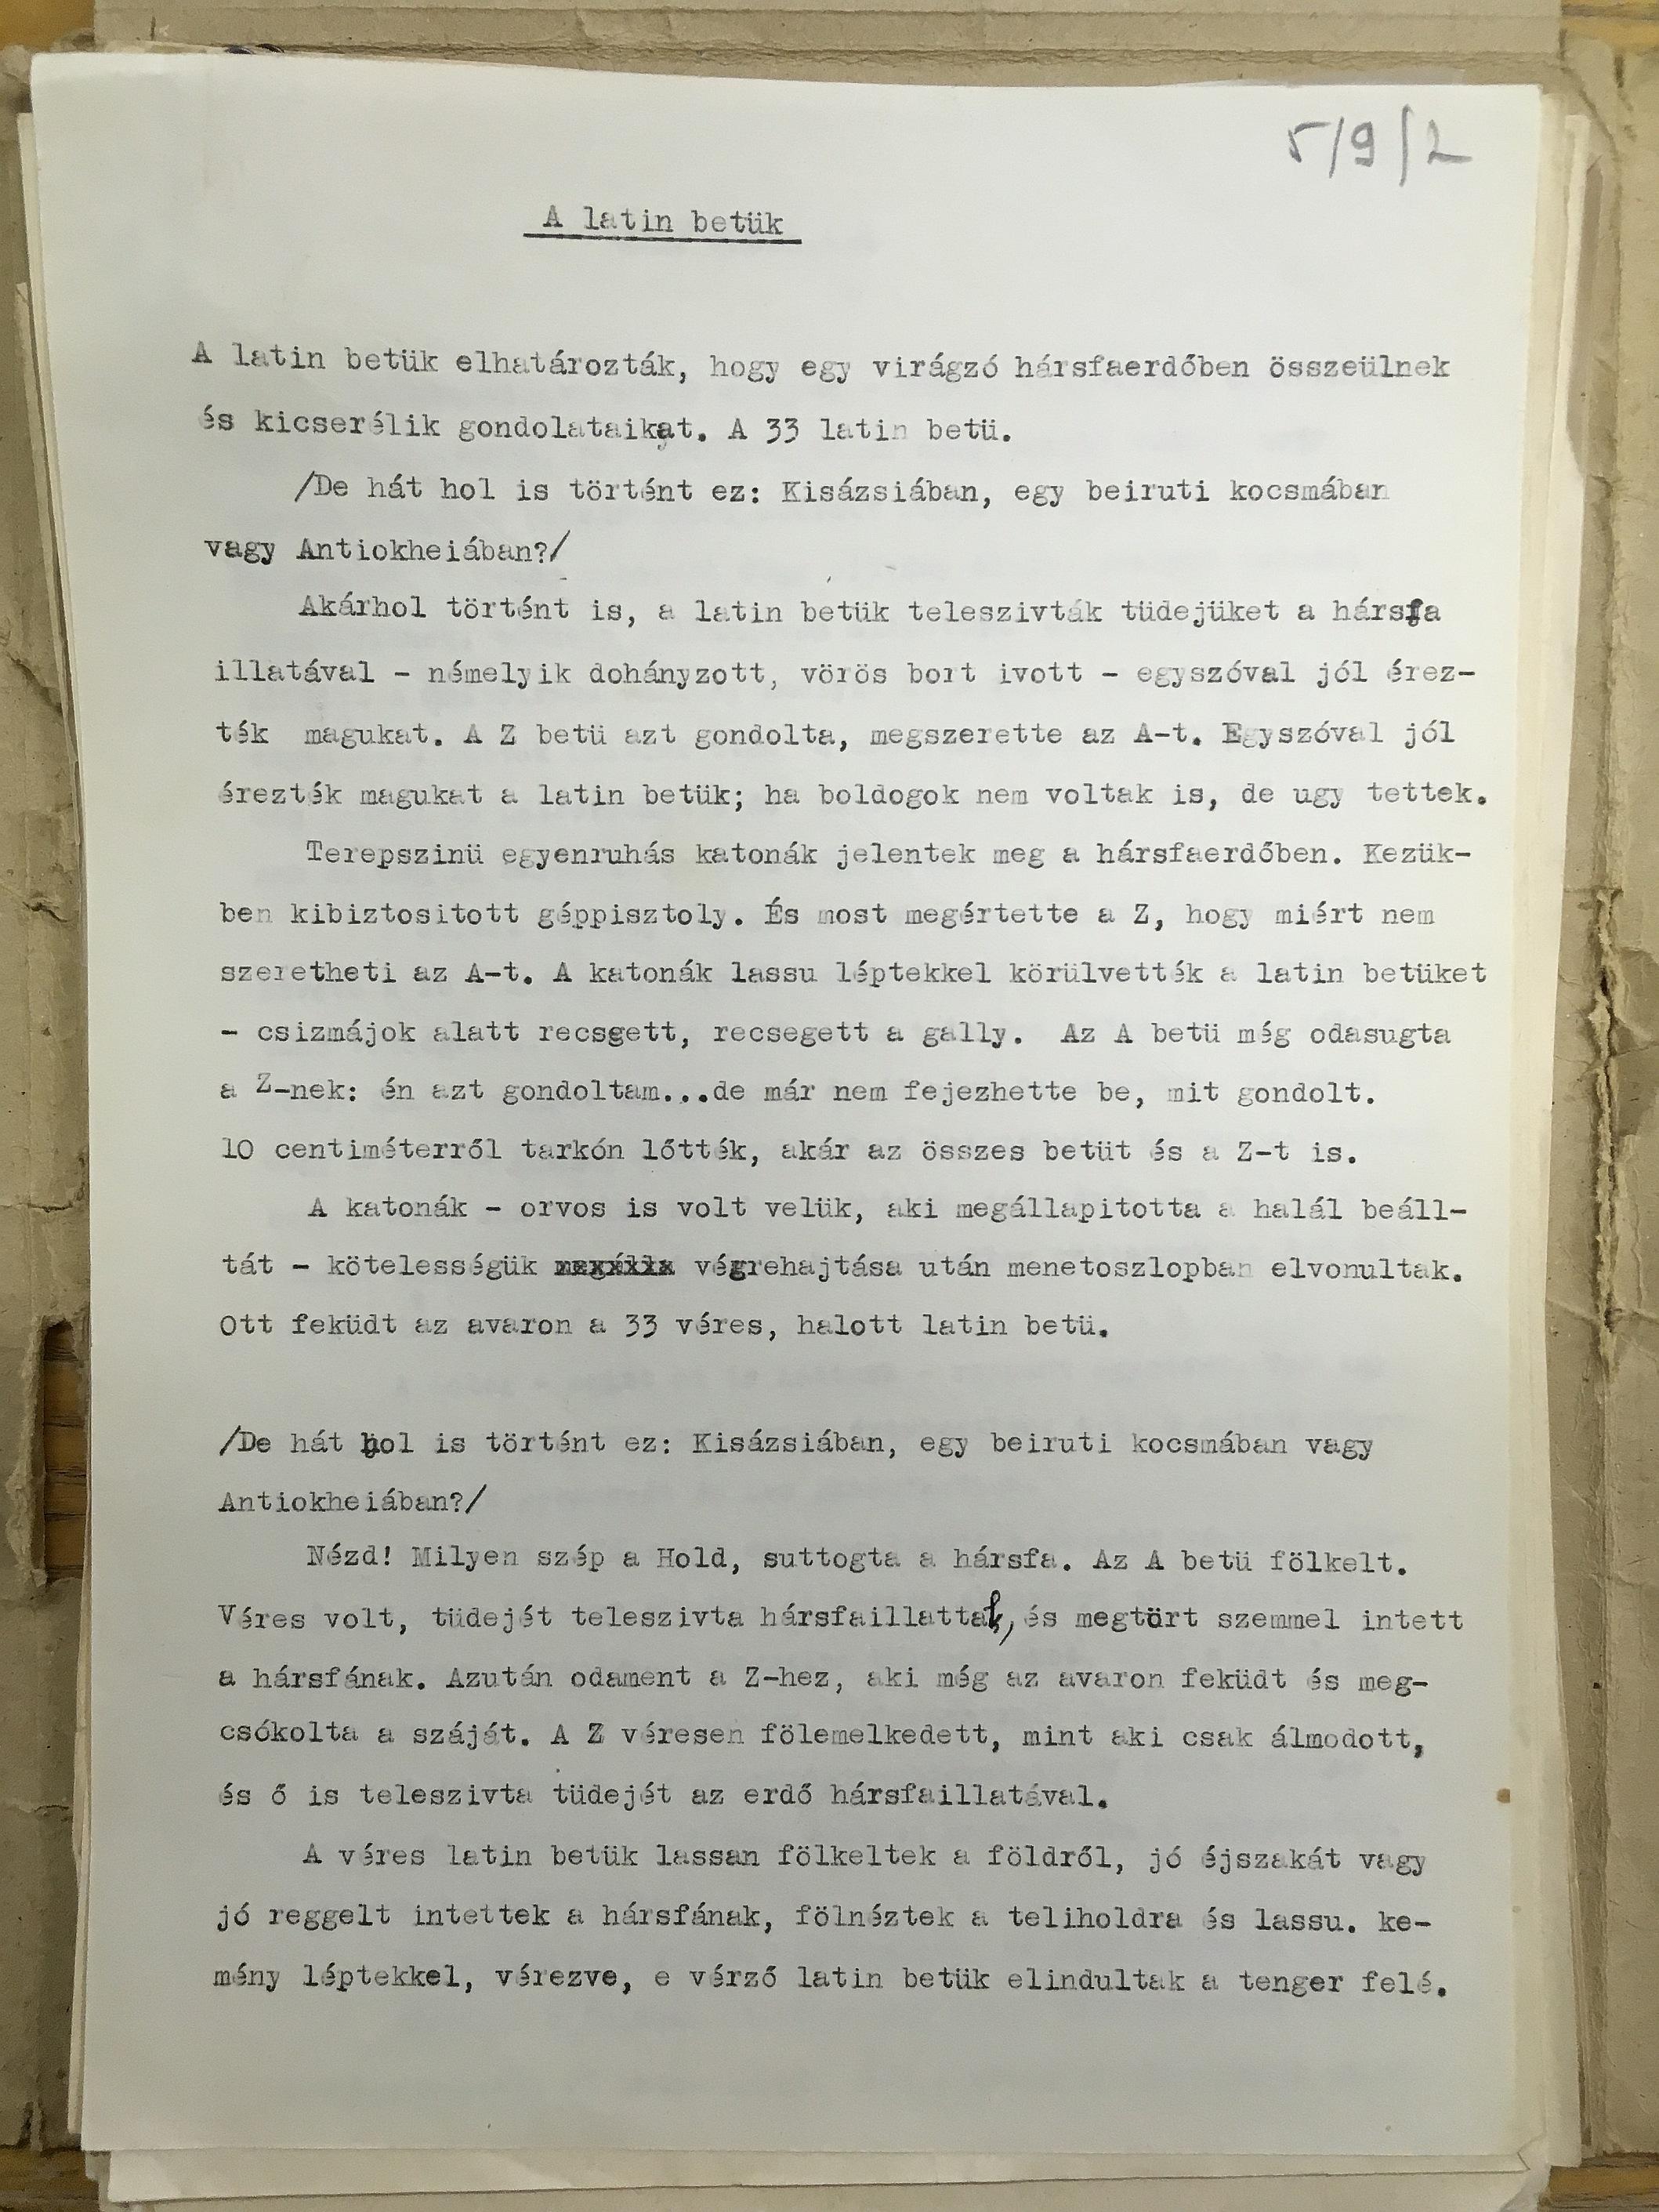 5/9/2
A latin betük
A latin betük elhatározták, hogy egy virágzó hársfaerdőben összeülnek
és kicserélik gondolataikat. A 33 latin betü.
/De hát hol is történt ez: Kisázsiában, egy beiruti kocsmában
vagy Antiokheiában?/
Akárhol történt is, a latin betük teleszivták tüdejüket a hársfa
illatával - némelyik dohányzott, vörös bort ivott - egyszóval jól érez-
ték magukat. A Z betü azt gondolta, megszerette az A-t. Egyszóval jól
érezték magukat a latin betük; ha boldogok nem voltak is, de ugy tettek.
Terepszinü egyenruhás katonák jelentek meg a hársfaerdőben. Kezük-
ben kibiztositott géppisztoly. És most megértette a Z, hogy miért nem
szeretheti az A-t. A katonák lassu léptekkel körülvették a latin betüket
- csizmájok alatt recsgett, recsegett a gally. Az A betü még odasugta
a Z-nek: én azt gondoltam...de már nem fejezhette be, mit gondolt.
10 centiméterről tarkón lőtték, akár az összes betüt és a Z-t is.
A katonák - orvos is volt velük, aki megállapitotta a halál beáll-
tát - kötelességük végrehajtása után menetoszlopban elvonultak.
Ott feküdt az avaron a 33 véres, halott latin betü.
/De hát hol is történt ez: Kisázsiában, egy beiruti kocsmában vagy
Antiokheiában?/
Nézd! Milyen szép a Hold, suttogta a hársfa. Az A betü fölkelt.
Véres volt, tüdejét teleszivta hársfaillattal, és megtört szemmel intett
a hársfának. Azután odament a Z-hez, aki még az avaron feküdt és meg-
csókolta a száját. A Z véresen fölemelkedett, mint aki csak álmodott,
és ő is teleszivta tüdejét az erdő hársfaillatával.
A véres latin betük lassan fölkeltek a földről, jó éjszakát vagy
jó reggelt intettek a hársfának, fölnéztek a teliholdra és lassu. ke-
mény léptekkel, vérezve, e vérző latin betük elindultak a tenger felé.